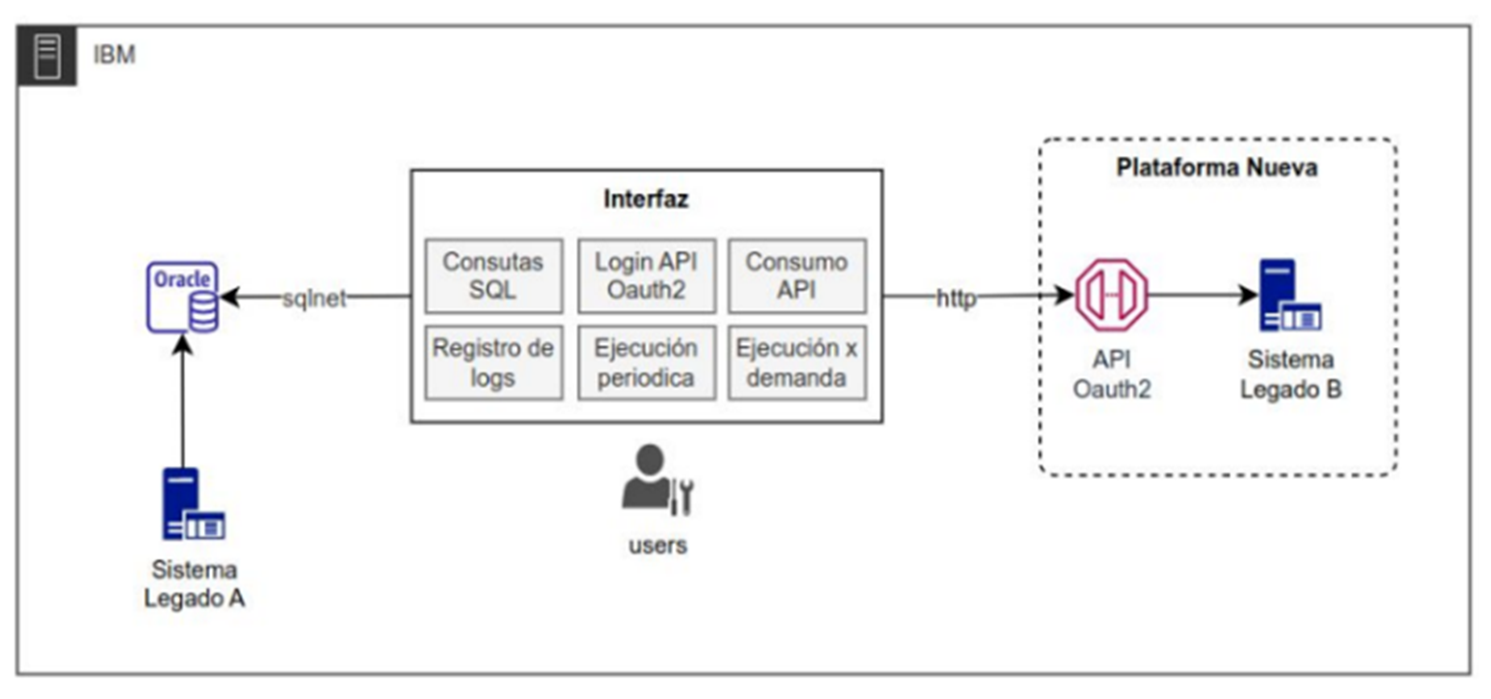 IBM
Plataforma Nueva
Interfaz
Consutas
SQL
Login API
Oauth2
Consumo
API
Oracle
sqlnet
http
Registro de
logs
Ejecución
periodica
Ejecución x
demanda
API
Oauth2
Sistema
Legado B
users
Sistema
Legado A